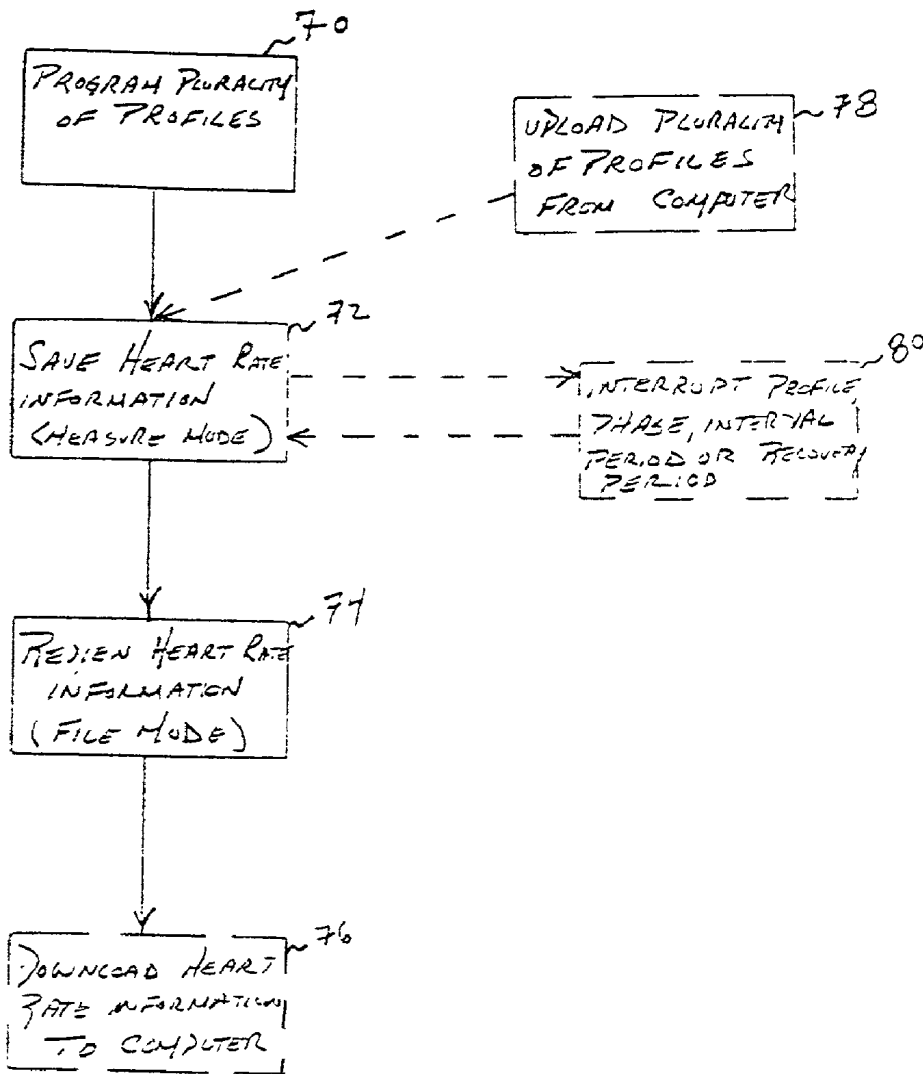 70
PROGRAM PLURALITY
OF PROFILES
78
UPLOAD PLURALITY
OF PROFILES
FROM COMPUTER
72
SAVE HEART RATE
INFORMATION
(MEASURE MODE)
80
INTERRUPT PROFILE,
PHASE, INTERVAL
PERIOD OR RECOVERY
PERIOD
74
REVIEW HEART RATE
INFORMATION
(FILE MODE)
76
DOWNLOAD HEART
RATE INFORMATION
TO COMPUTER